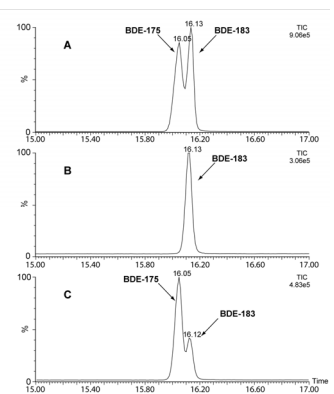 16.13
BDE-175 BDE-183 TIC
16.05 9.06e5
A
100
%
0
15.00 15.40 15.80 16.20 16.60 17.00
16.13 TIC
BDE-183 3.06e5
B
100
%
0
15.00 15.40 15.80 16.20 16.60 17.00
16.05 TIC
BDE-175 4.83e5
C
100
BDE-183
16.12
%
0 Time
15.00 15.40 15.80 16.20 16.60 17.00